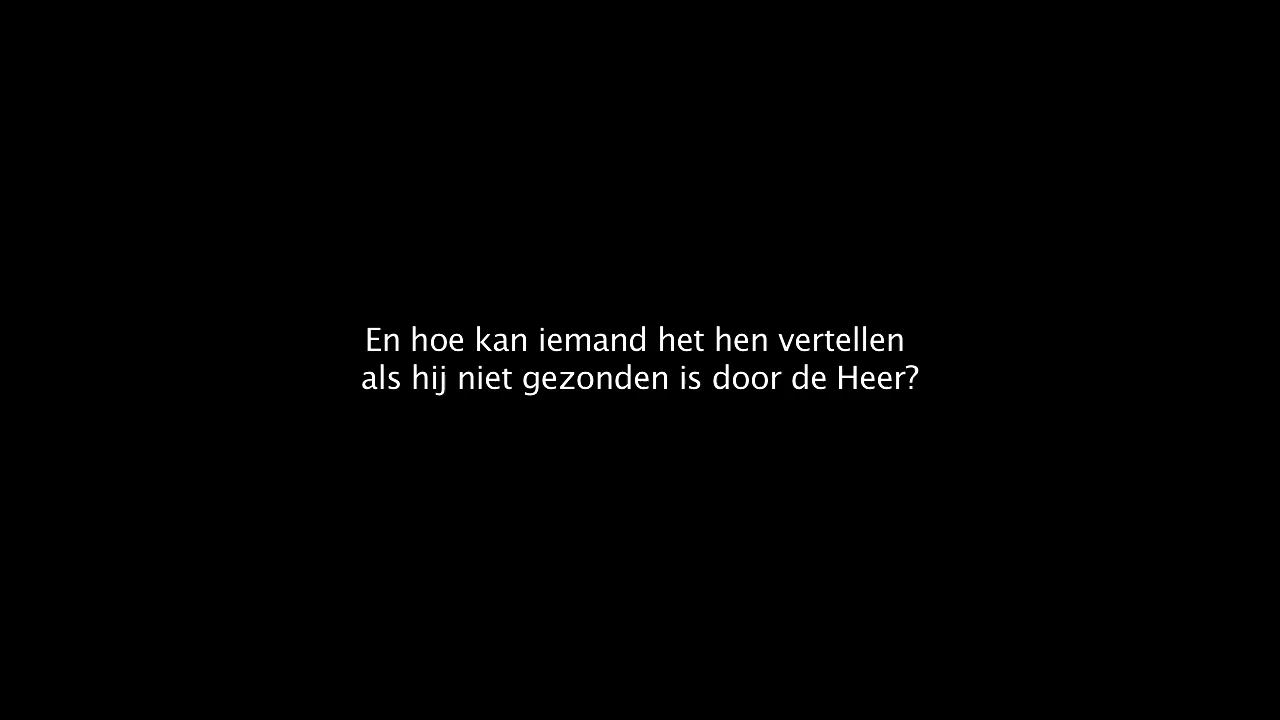 En hoe kan iemand het hen vertellen
als hij niet gezonden is door de Heer?